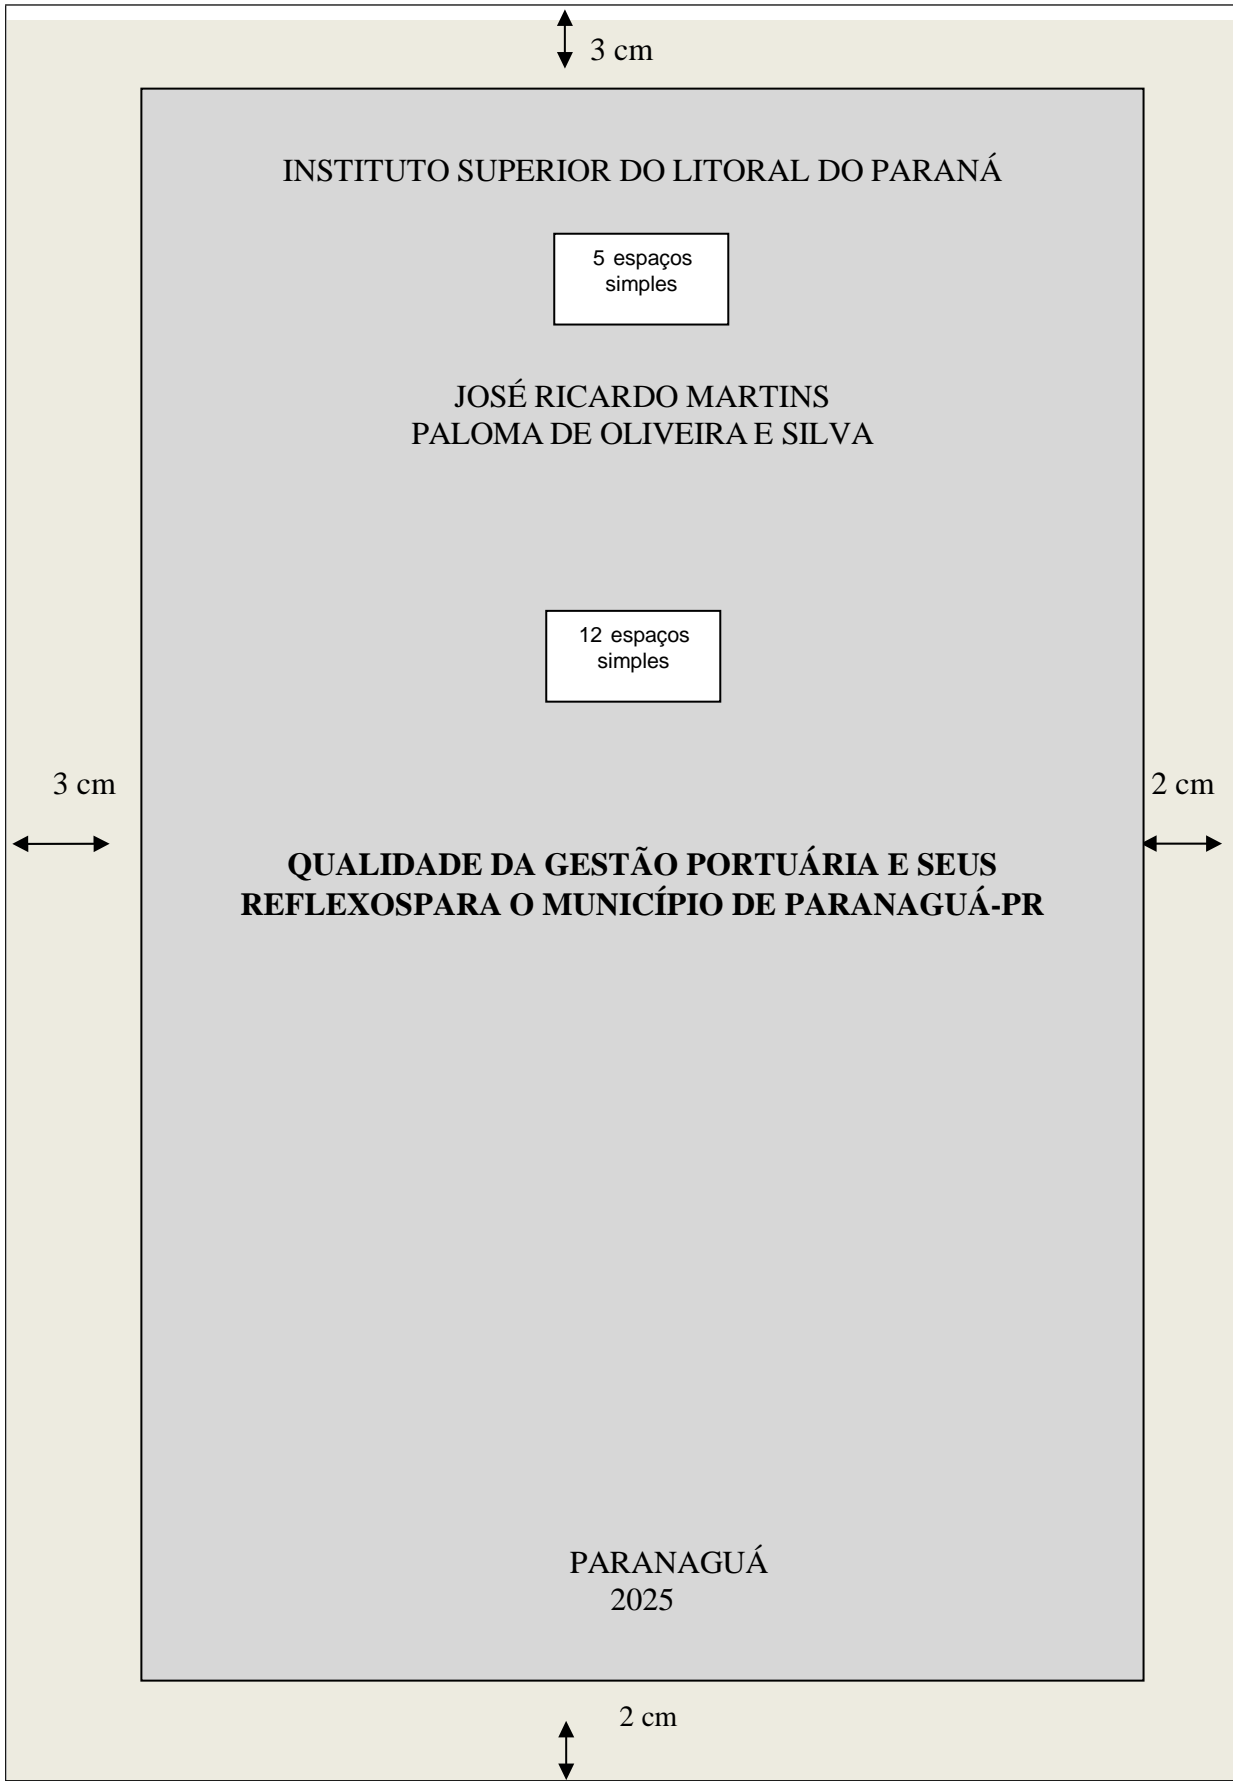 3 cm
INSTITUTO SUPERIOR DO LITORAL DO PARANÁ
5 espaços
simples
JOSÉ RICARDO MARTINS
PALOMA DE OLIVEIRA E SILVA
12 espaços
simples
3 cm
2 cm
QUALIDADE DA GESTÃO PORTUÁRIA E SEUS
REFLEXOSPARA O MUNICÍPIO DE PARANAGUÁ-PR
PARANAGUÁ
2025
2 cm